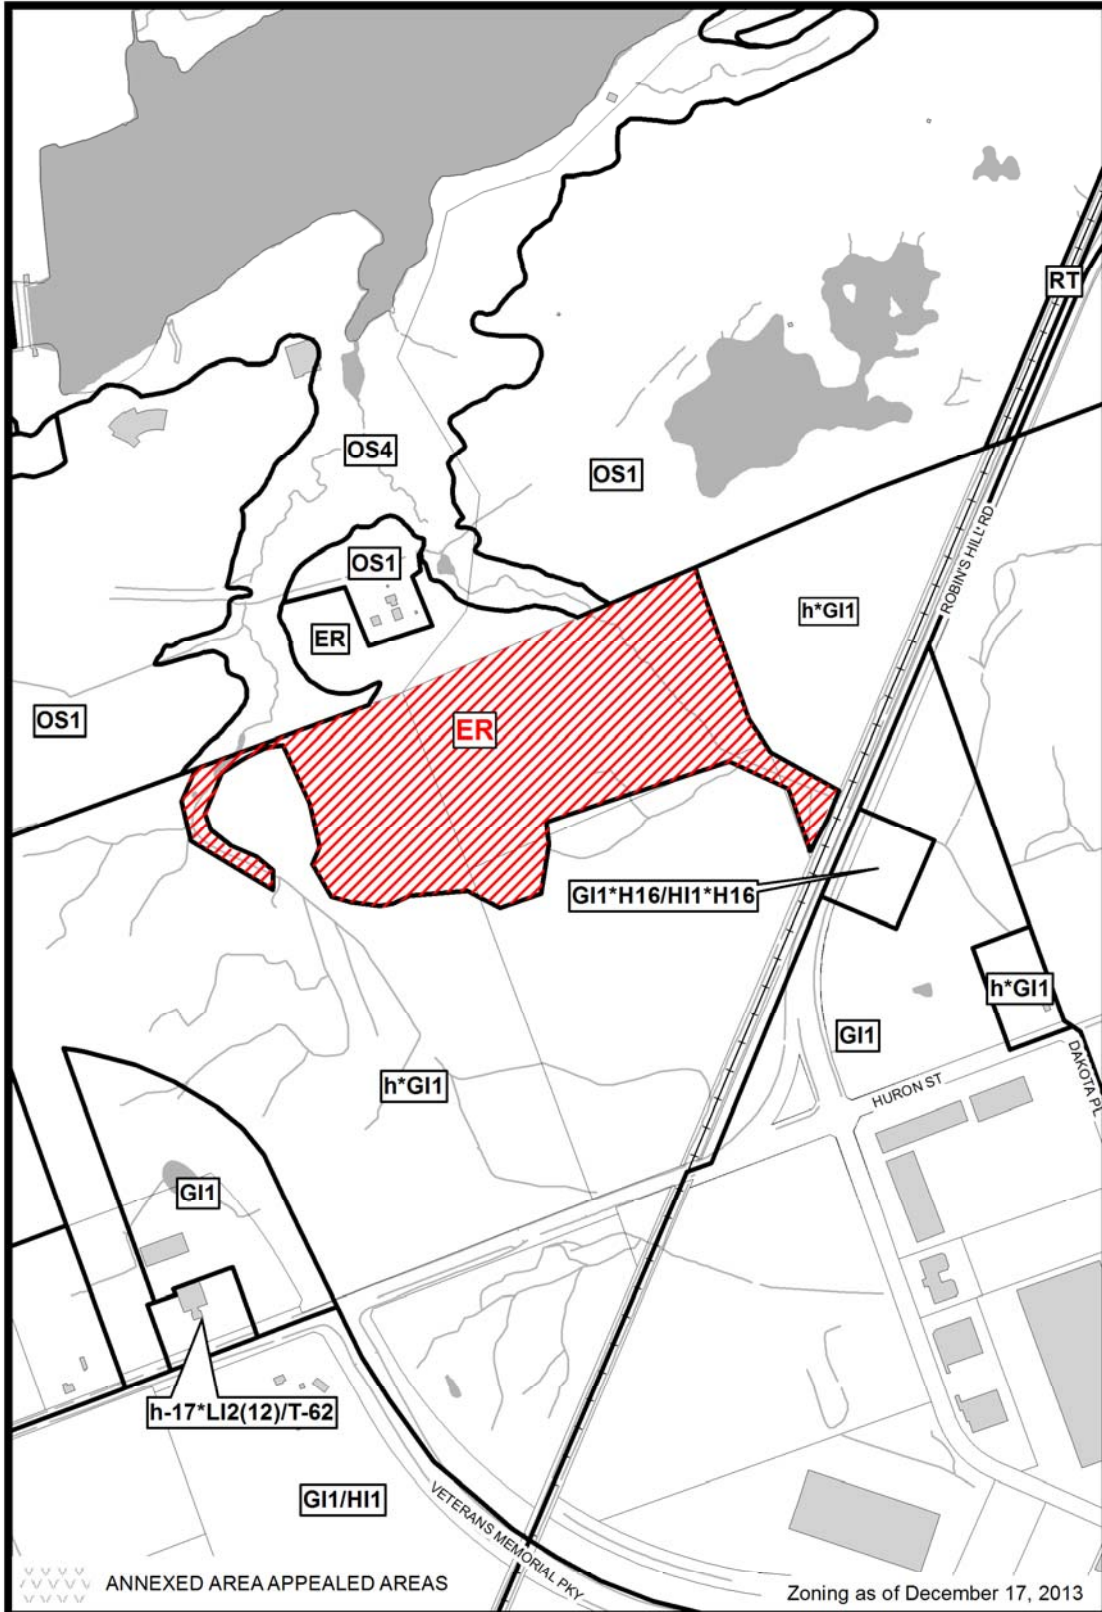 RT
OS4
OS1
ROBIN'S HILL RD
OS1
h*GI1
ER
OS1
ER
GI1*H16/HI1*H16
h*GI1
GI1
DAKOTA PL
h*GI1
HURON ST
GI1
h-17*LI2(12)/T-62
GI1/HI1
VETERANS MEMORIAL PKY
ANNEXED AREA APPEALED AREAS
Zoning as of December 17, 2013